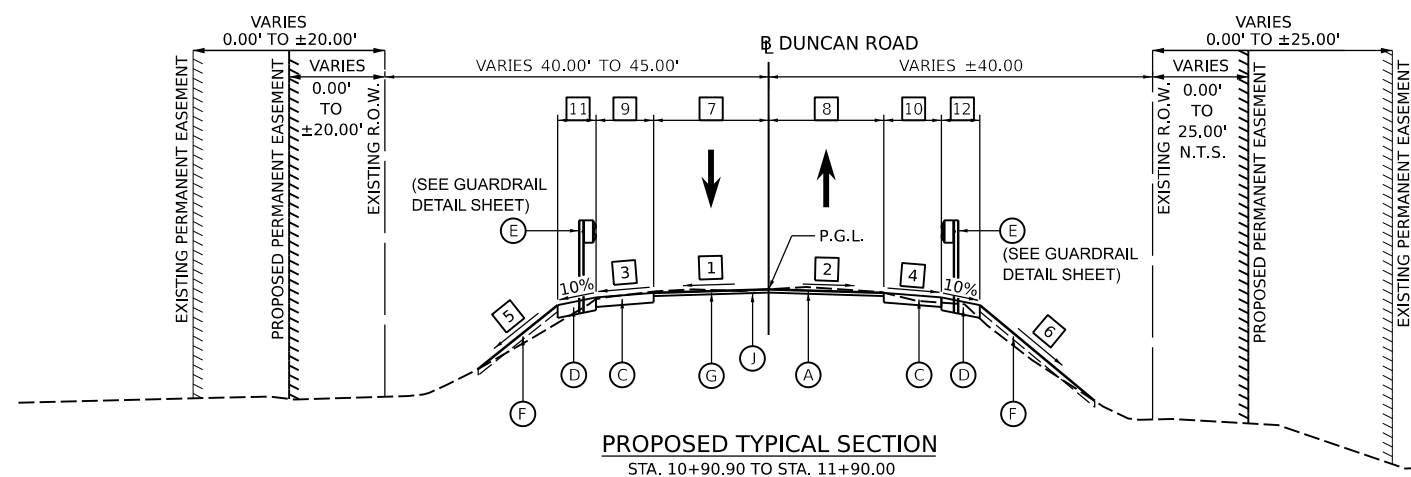 VARIES
0.00' TO ±20.00'
VARIES
0.00' TO ±25.00'
℄ DUNCAN ROAD
VARIES
0.00'
TO
±20.00'
VARIES 40.00' TO 45.00'
VARIES ±40.00
VARIES
0.00'
TO
25.00'
N.T.S.
EXISTING PERMANENT EASEMENT
PROPOSED PERMANENT EASEMENT
EXISTING R.O.W.
11
9
7
8
10
12
EXISTING R.O.W.
PROPOSED PERMANENT EASEMENT
EXISTING PERMANENT EASEMENT
(SEE GUARDRAIL
DETAIL SHEET)
E
P.G.L.
E
(SEE GUARDRAIL
DETAIL SHEET)
5
10%
3
1
2
4
10%
6
F
D
C
G
J
A
C
D
F
PROPOSED TYPICAL SECTION
STA. 10+90.90 TO STA. 11+90.00